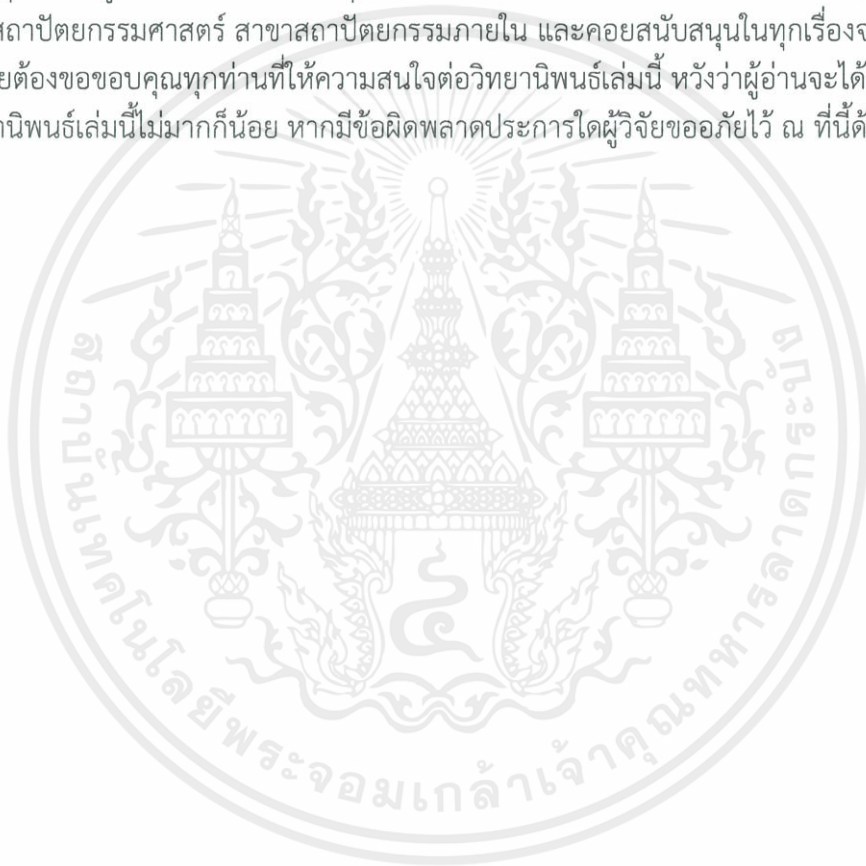 สถาปัตยกรรมศาสตร์ สาขาสถาปัตยกรรมภายใน และคอยสนับสนุนในทุกเรื่อง
ยต้องขอขอบคุณทุกท่านที่ให้ความสนใจต่อวิทยานิพนธ์เล่มนี้ หวังว่าผู้อ่านจะได้
านิพนธ์เล่มนี้ไม่มากก็น้อย หากมีข้อผิดพลาดประการใดผู้วิจัยขออภัยไว้ ณ ที่นี้ด้
สถาบันเทคโนโลยีพระจอมเกล้าเจ้าคุณทหารลาดกระบัง
๔